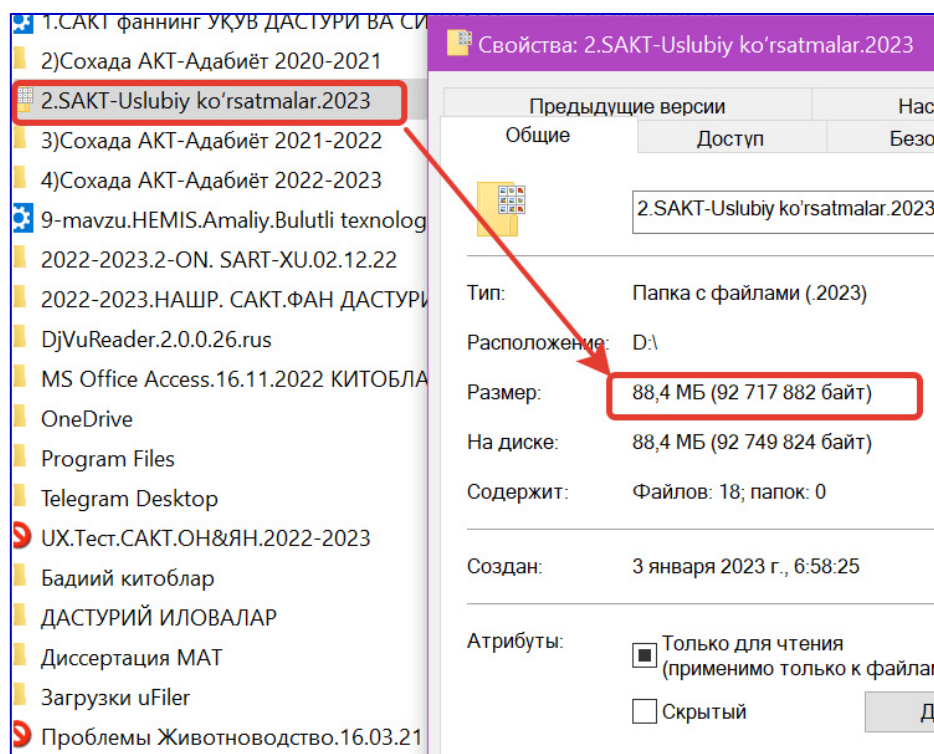 1.САКТ фаннинг УҚУВ ДАСТУРИ ВА
2)Сохада АКТ-Адабиёт 2020-2021
2.SAKT-Uslubiy ko'rsatmalar.2023
3)Сохада АКТ-Адабиёт 2021-2022
4)Сохада АКТ-Адабиёт 2022-2023
9-mavzu.HEMIS.Amaliy.Bulutli texnolog
2022-2023.2-ON. SART-XU.02.12.22
2022-2023.НАШР. САКТ.ФАН ДАСТУРИ
DjVuReader.2.0.0.26.rus
MS Office Access.16.11.2022 КИТОБЛА
OneDrive
Program Files
Telegram Desktop
UX.Тест.САКТ.ОН&ЯН.2022-2023
Бадиий китоблар
ДАСТУРИЙ ИЛОВАЛАР
Диссертация МАТ
Загрузки uFiler
Проблемы Животноводство.16.03.21
Свойства: 2.SAKT-Uslubiy ko'rsatmalar.2023
Предыдущие версии Нас
Общие Доступ Безо
2.SAKT-Uslubiy ko'rsatmalar.2023
Тип: Папка с файлами (.2023)
Расположение: D:\
Размер: 88,4 МБ (92 717 882 байт)
На диске: 88,4 МБ (92 749 824 байт)
Содержит: Файлов: 18; папок: 0
Создан: 3 января 2023 г., 6:58:25
Атрибуты: Только для чтения
(применимо только к файлам
Скрытый Д